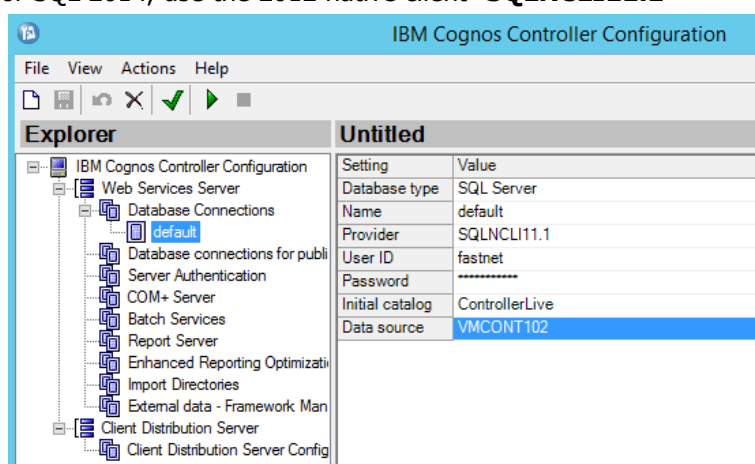 IBM Cognos Controller Configuration
File View Actions Help
Explorer
Untitled
IBM Cognos Controller Configuration
Web Services Server
Database Connections
default
Database connections for publi
Server Authentication
COM+ Server
Batch Services
Report Server
Enhanced Reporting Optimizati
Import Directories
External data - Framework Man
Client Distribution Server
Client Distribution Server Config
Setting Value
Database type SQL Server
Name default
Provider SQLNCLI11.1
User ID fastnet
Password ***********
Initial catalog ControllerLive
Data source VMCONT102